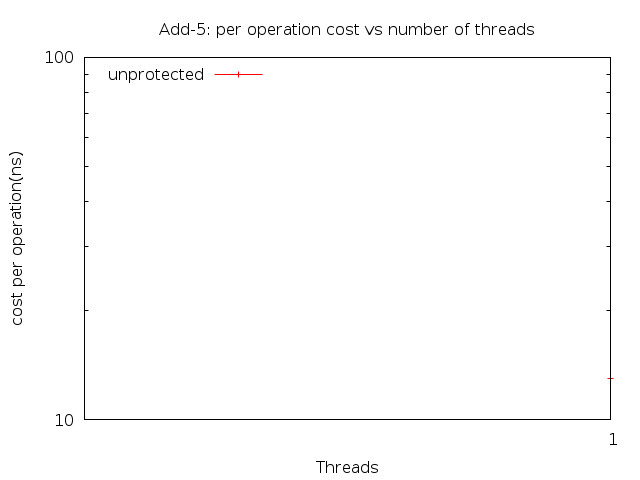 Add-5: per operation cost vs number of threads
100
unprotected
cost per operation(ns)
10
1
Threads